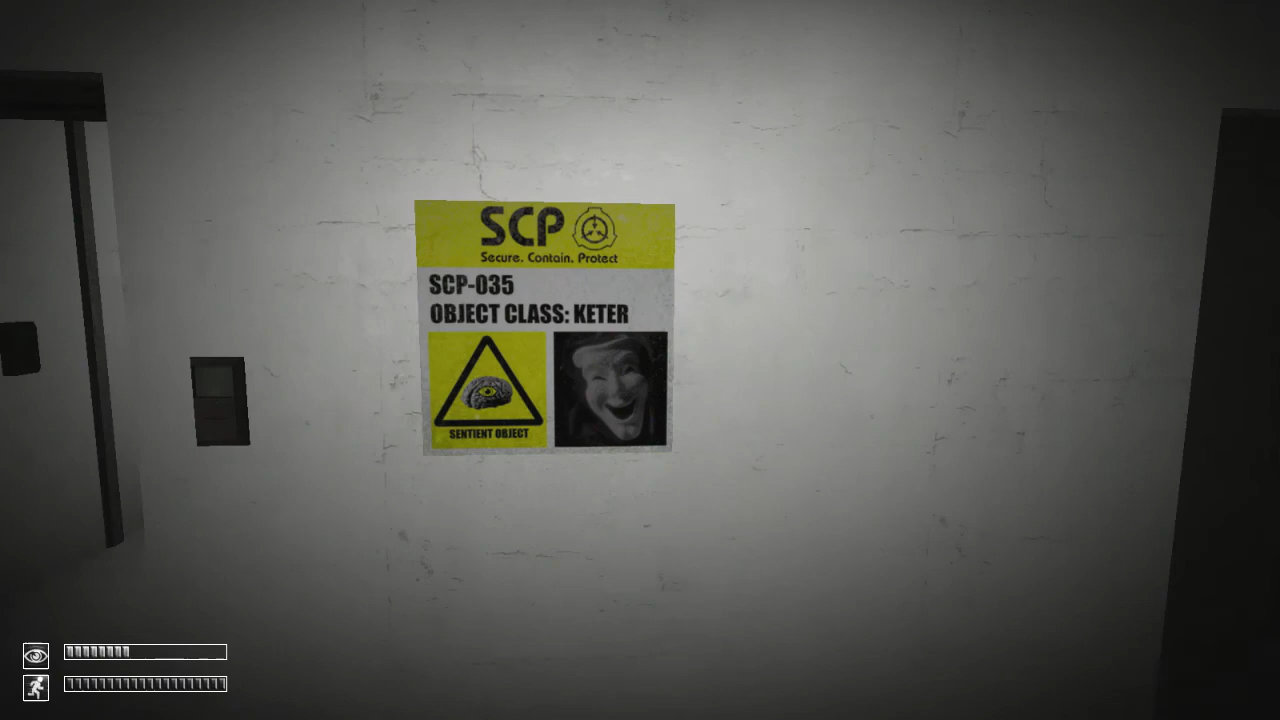 SCP
Secure. Contain. Protect
SCP-035
OBJECT CLASS: KETER
SENTIENT OBJECT